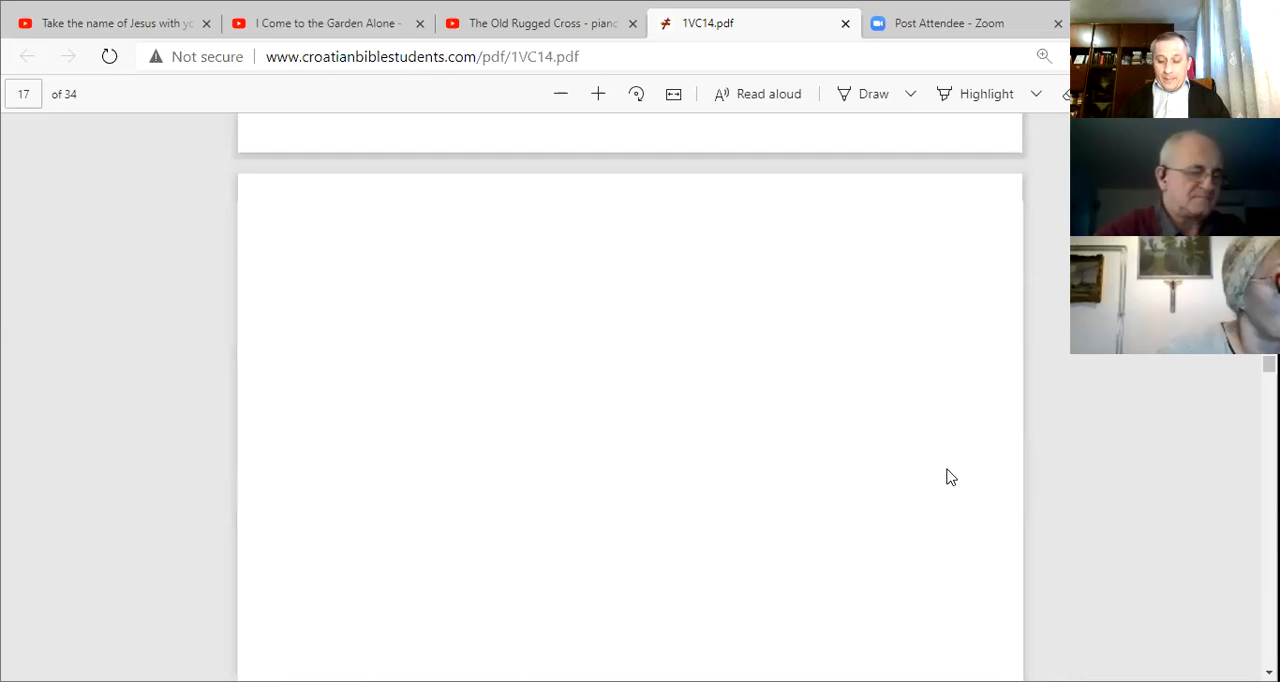 Take the name of Jesus with yo
I Come to the Garden Alone -
The Old Rugged Cross - pianc
1VC14.pdf
Post Attendee - Zoom
Not secure
www.croatianbiblestudents.com/pdf/1VC14.pdf
17
of 34
Read aloud
Draw
Highlight